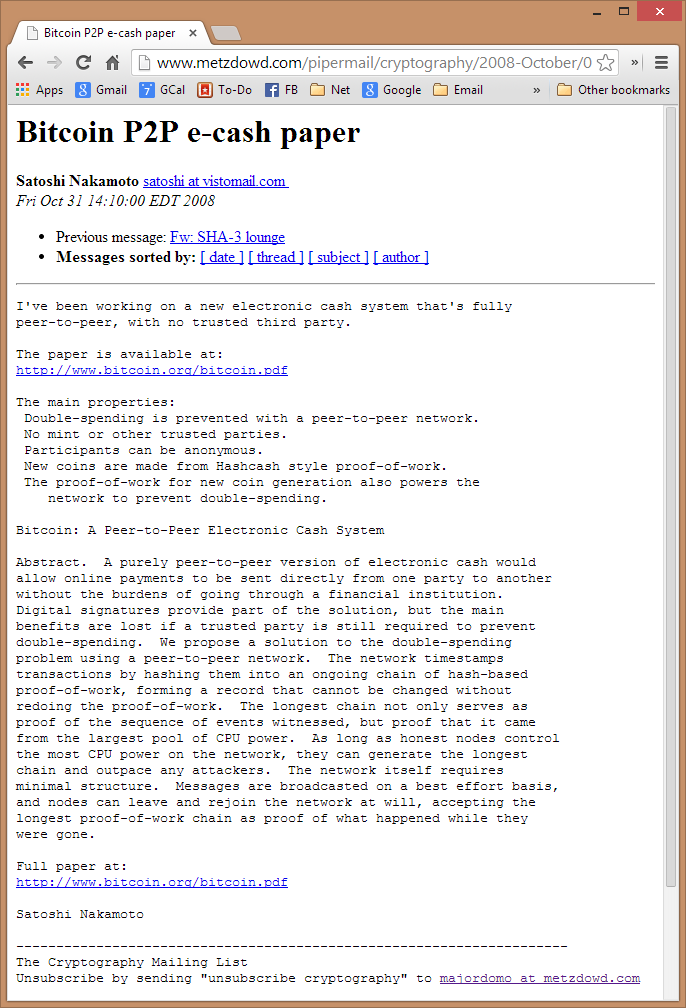 Bitcoin P2P e-cash paper
www.metzdowd.com/pipermail/cryptography/2008-October/0
Apps Gmail GCal To-Do FB Net Google Email » Other bookmarks
Bitcoin P2P e-cash paper
Satoshi Nakamoto satoshi at vistomail.com
Fri Oct 31 14:10:00 EDT 2008
• Previous message: Fw: SHA-3 lounge
• Messages sorted by: [ date ] [ thread ] [ subject ] [ author ]
I've been working on a new electronic cash system that's fully
peer-to-peer, with no trusted third party.
The paper is available at:
http://www.bitcoin.org/bitcoin.pdf
The main properties:
Double-spending is prevented with a peer-to-peer network.
No mint or other trusted parties.
Participants can be anonymous.
New coins are made from Hashcash style proof-of-work.
The proof-of-work for new coin generation also powers the
network to prevent double-spending.
Bitcoin: A Peer-to-Peer Electronic Cash System
Abstract.  A purely peer-to-peer version of electronic cash would
allow online payments to be sent directly from one party to another
without the burdens of going through a financial institution.
Digital signatures provide part of the solution, but the main
benefits are lost if a trusted party is still required to prevent
double-spending.  We propose a solution to the double-spending
problem using a peer-to-peer network.  The network timestamps
transactions by hashing them into an ongoing chain of hash-based
proof-of-work, forming a record that cannot be changed without
redoing the proof-of-work.  The longest chain not only serves as
proof of the sequence of events witnessed, but proof that it came
from the largest pool of CPU power.  As long as honest nodes control
the most CPU power on the network, they can generate the longest
chain and outpace any attackers.  The network itself requires
minimal structure.  Messages are broadcasted on a best effort basis,
and nodes can leave and rejoin the network at will, accepting the
longest proof-of-work chain as proof of what happened while they
were gone.
Full paper at:
http://www.bitcoin.org/bitcoin.pdf
Satoshi Nakamoto
---------------------------------------------------------------------
The Cryptography Mailing List
Unsubscribe by sending "unsubscribe cryptography" to majordomo at metzdowd.com